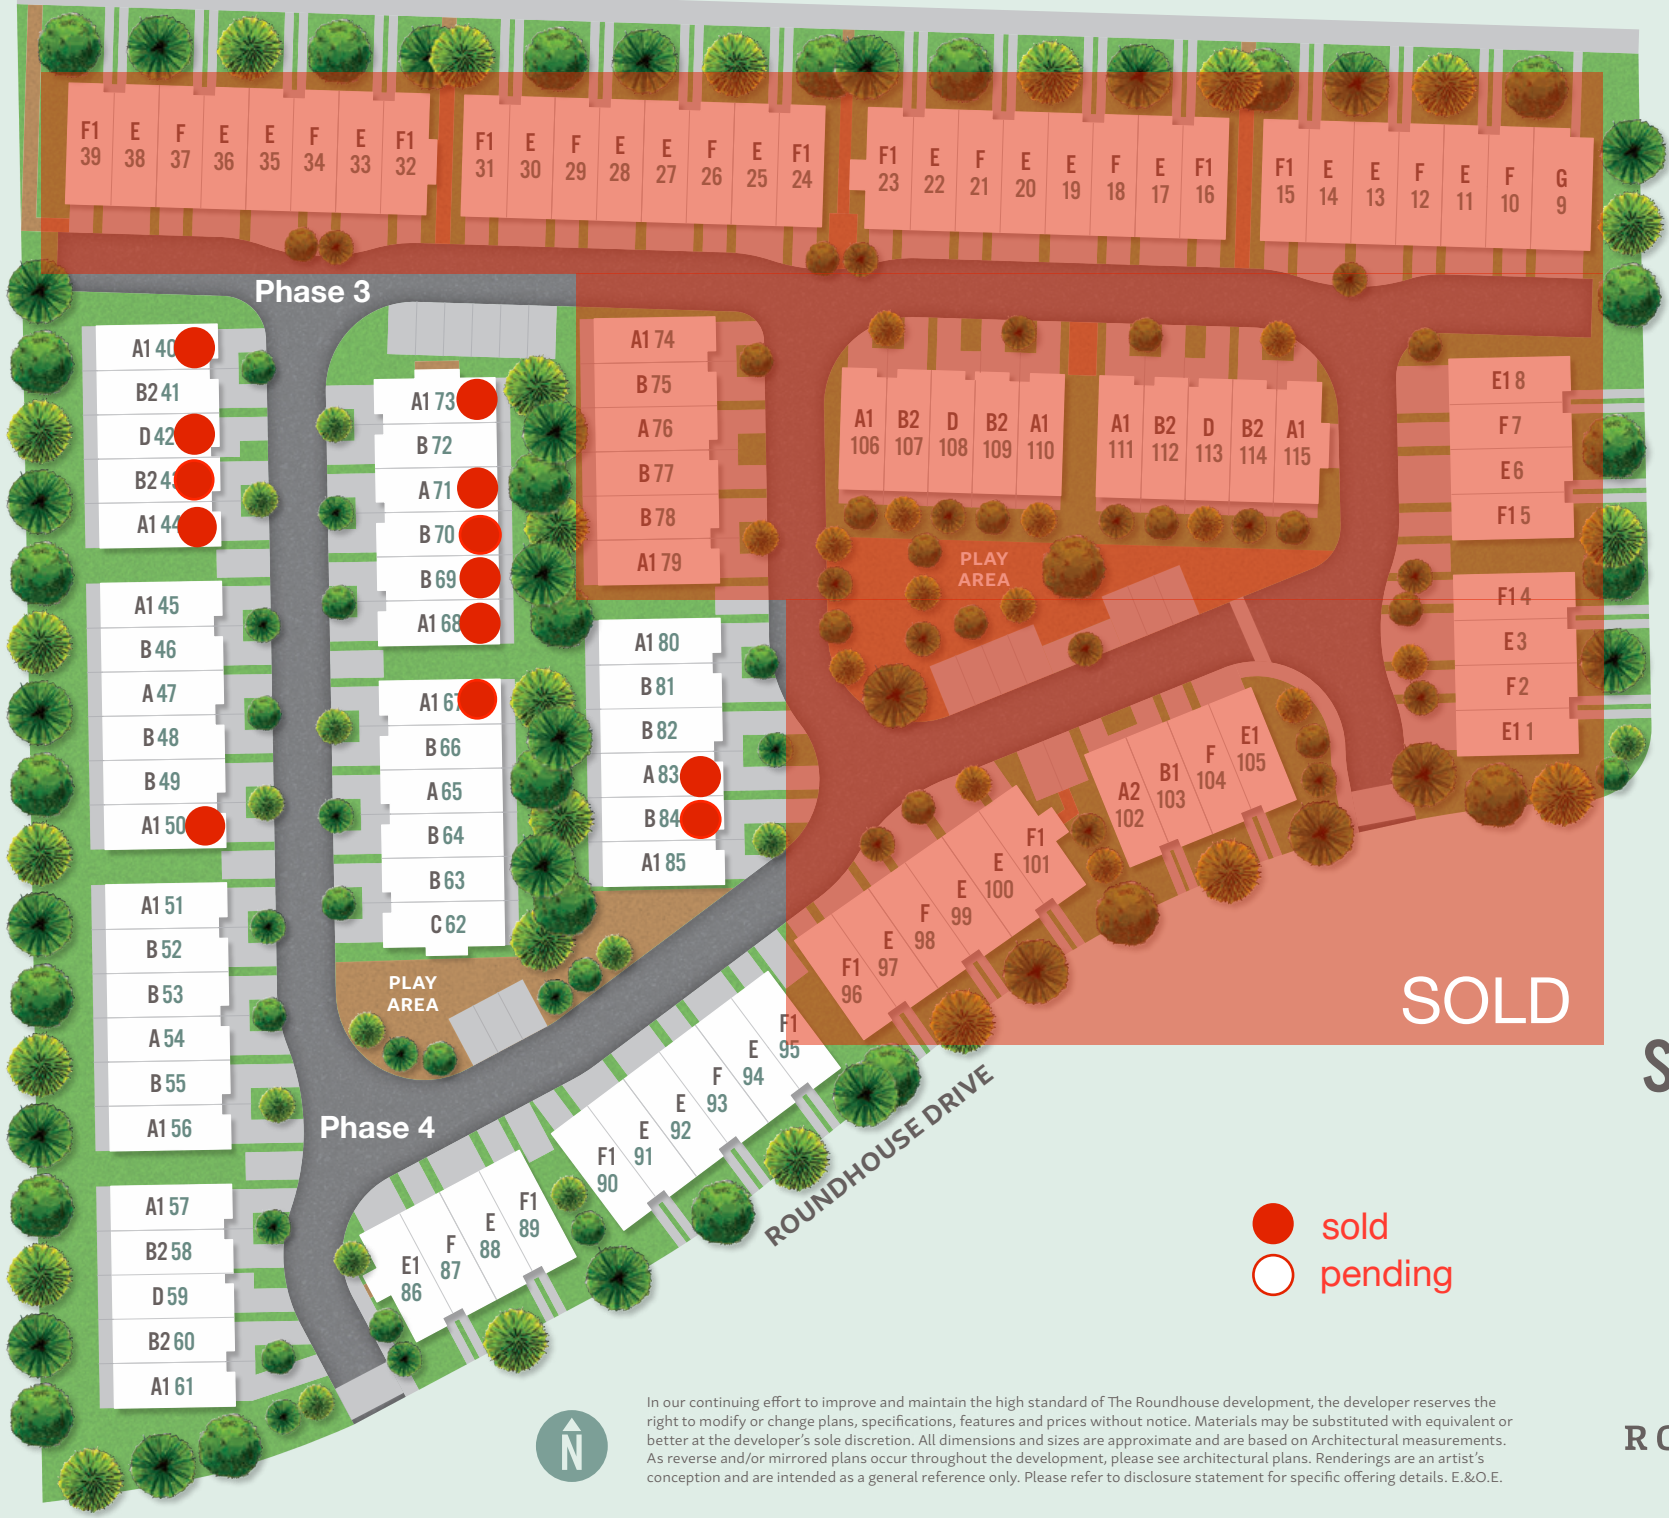 F1 E F E E F E F1
39 38 37 36 35 34 33 32
F1 E F E E F E F1
31 30 29 28 27 26 25 24
F1 E F E E F E F1
23 22 21 20 19 18 17 16
F1 E E F E F G
15 14 13 12 11 10 9
Phase 3
A1 40
B2 41
D 42
B2 43
A1 44
A1 45
B 46
A 47
B 48
B 49
A1 50
A1 51
B 52
B 53
A 54
B 55
A1 56
A1 57
B2 58
D 59
B2 60
A1 61
A1 73
B 72
A 71
B 70
B 69
A1 68
A1 67
B 66
A 65
B 64
B 63
C 62
PLAY
AREA
A1 74
B 75
A 76
B 77
B 78
A1 79
A1 80
B 81
B 82
A 83
B 84
A1 85
A1 B2 D B2 A1
106 107 108 109 110
A1 B2 D B2 A1
111 112 113 114 115
PLAY
AREA
E1 8
F 7
E 6
F1 5
F1 4
E 3
F 2
E1 1
A2 B1 F E1
102 103 104 105
F1 E F E E F1
96 97 98 99 100 101
SOLD
F1 E E F E F1
90 91 92 93 94 95
Phase 4
E1 F E F1
86 87 88 89
ROUNDHOUSE DRIVE
S
sold
pending
N
In our continuing effort to improve and maintain the high standard of The Roundhouse development, the developer reserves the
right to modify or change plans, specifications, features and prices without notice. Materials may be substituted with equivalent or
better at the developer's sole discretion. All dimensions and sizes are approximate and are based on Architectural measurements.
As reverse and/or mirrored plans occur throughout the development, please see architectural plans. Renderings are an artist's
conception and are intended as a general reference only. Please refer to disclosure statement for specific offering details. E.&O.E.